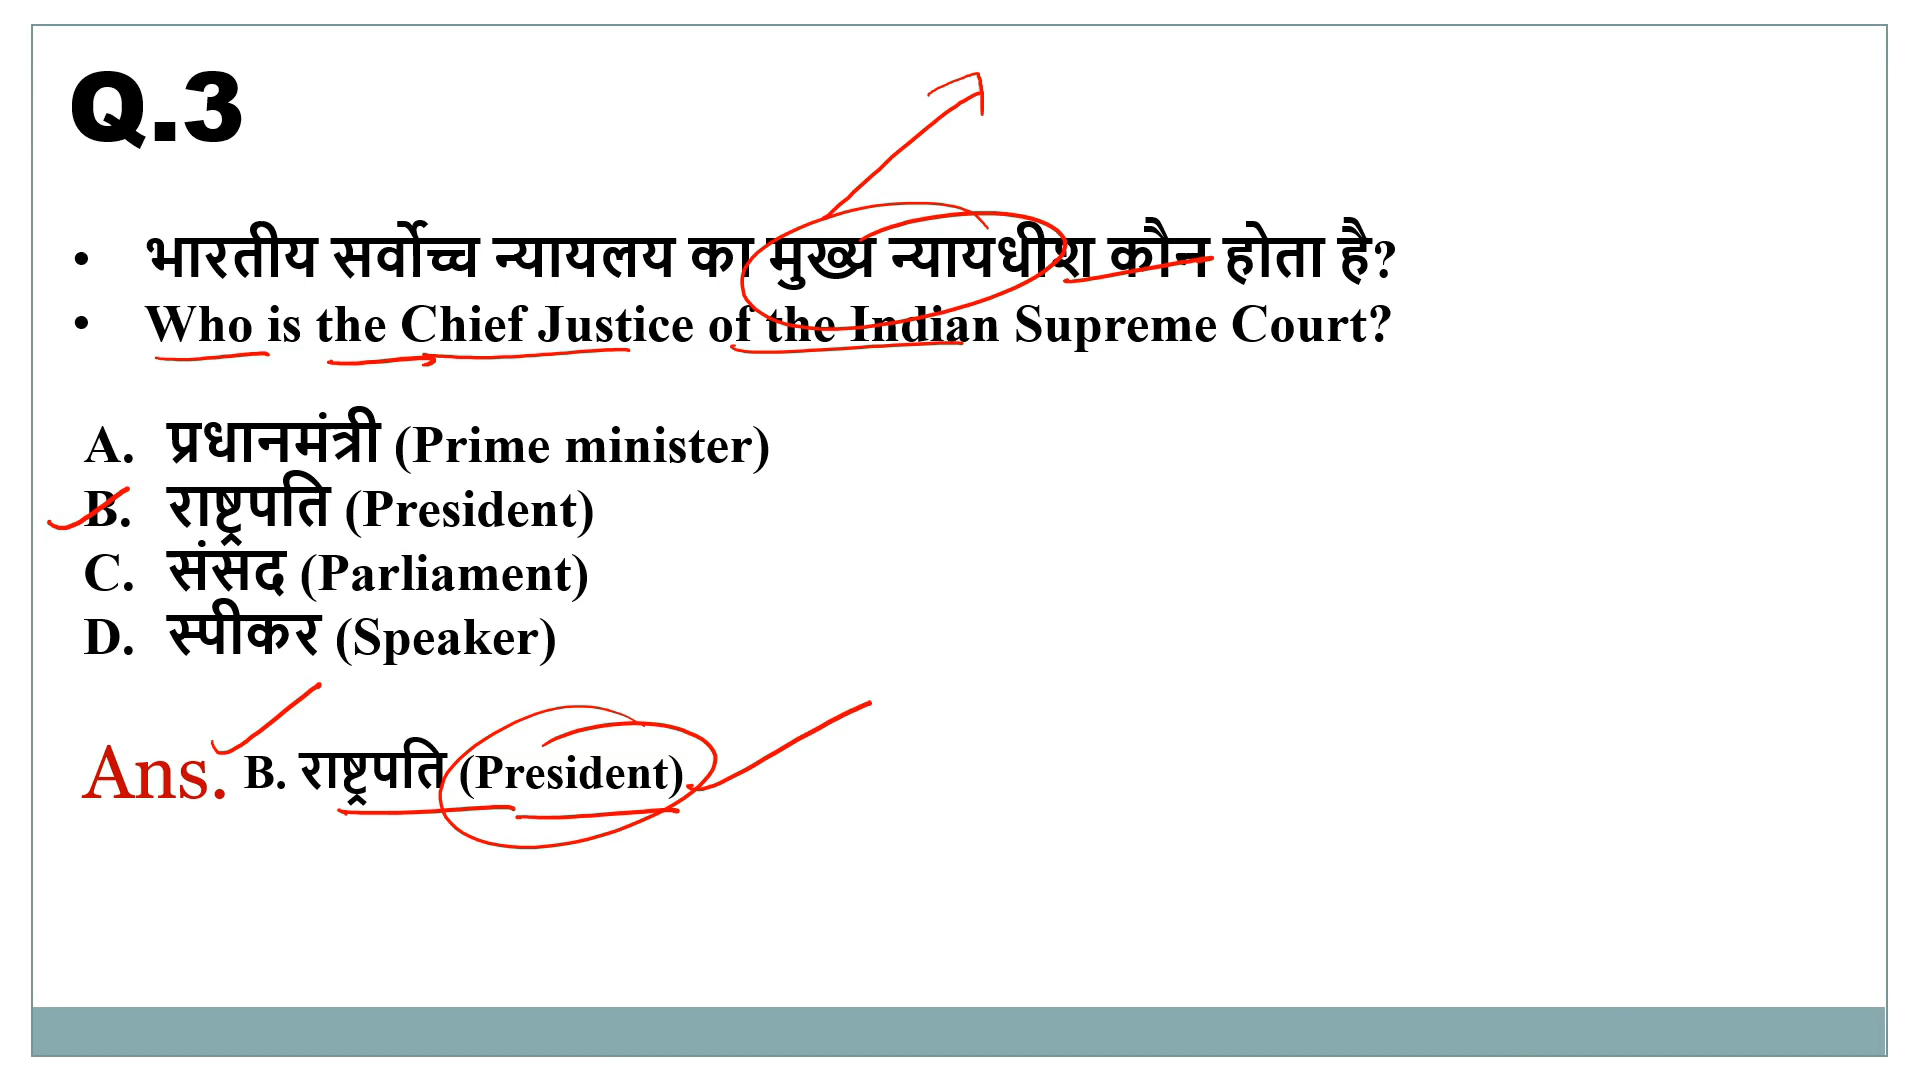 Q.3
• भारतीय सर्वोच्च न्यायलय का मुख्य न्यायधीश कौन होता है?
• Who is the Chief Justice of the Indian Supreme Court?
A. प्रधानमंत्री (Prime minister)
B. राष्ट्रपति (President)
C. संसद (Parliament)
D. स्पीकर (Speaker)
Ans. B. राष्ट्रपति (President)